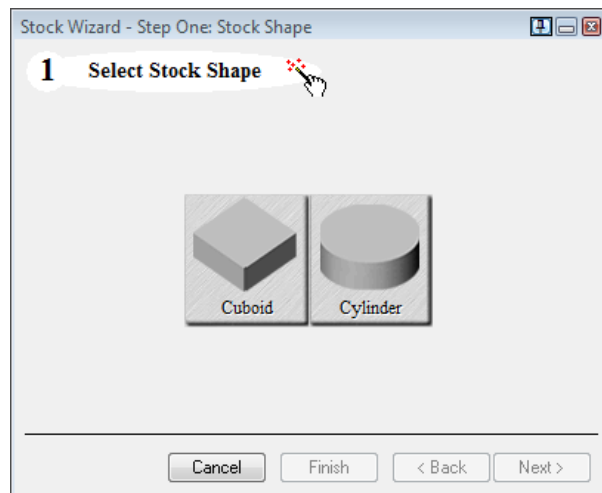 Stock Wizard - Step One: Stock Shape
1 Select Stock Shape
Cuboid Cylinder
Cancel Finish < Back Next >